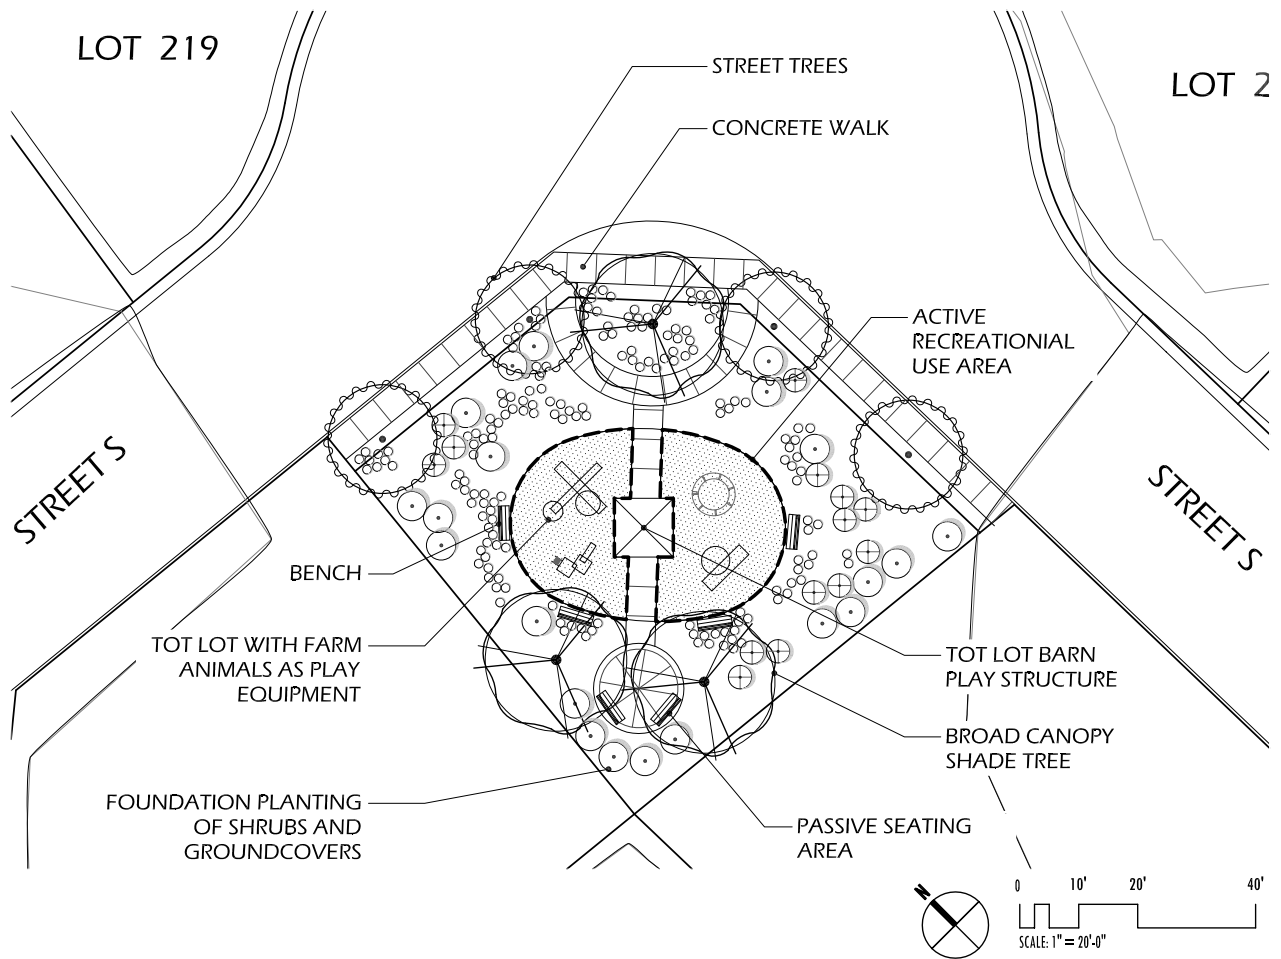 LOT 219
LOT 2
STREET TREES
CONCRETE WALK
ACTIVE
RECREATIONIAL
USE AREA
STREET S
STREET S
BENCH
TOT LOT WITH FARM
ANIMALS AS PLAY
EQUIPMENT
TOT LOT BARN
PLAY STRUCTURE
BROAD CANOPY
SHADE TREE
FOUNDATION PLANTING
OF SHRUBS AND
GROUNDCOVERS
PASSIVE SEATING
AREA
N
0 10' 20' 40'
SCALE: 1" = 20'-0"